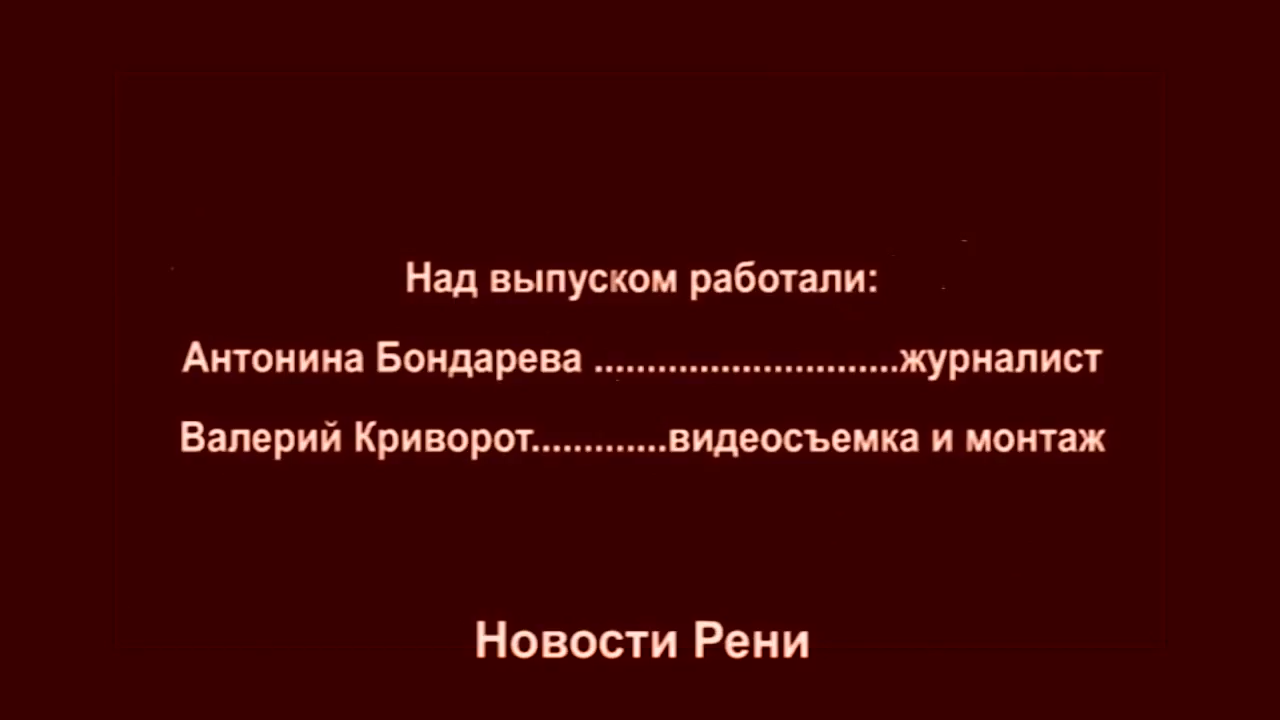 Над выпуском работали:
Антонина Бондарева .............................журналист
Валерий Криворот.............видеосъемка и монтаж
Новости Рени